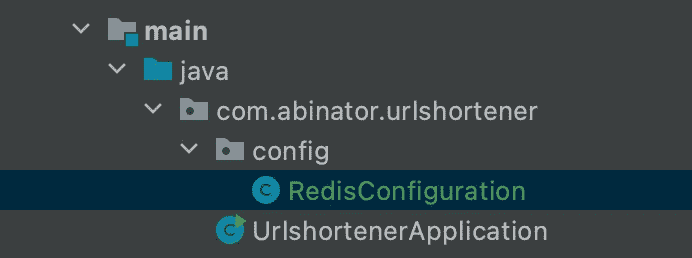 main
java
com.abinator.urlshortener
config
RedisConfiguration
UrlshortenerApplication